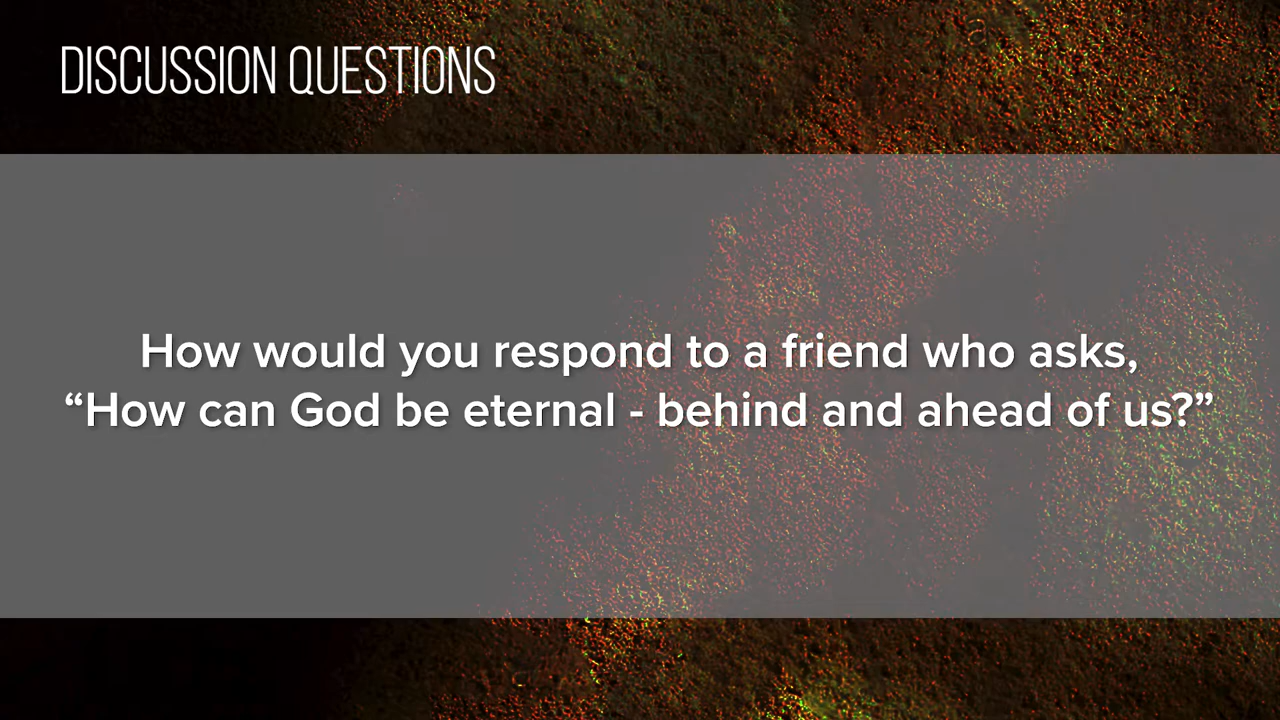 DISCUSSION QUESTIONS
How would you respond to a friend who asks,
“How can God be eternal - behind and ahead of us?”